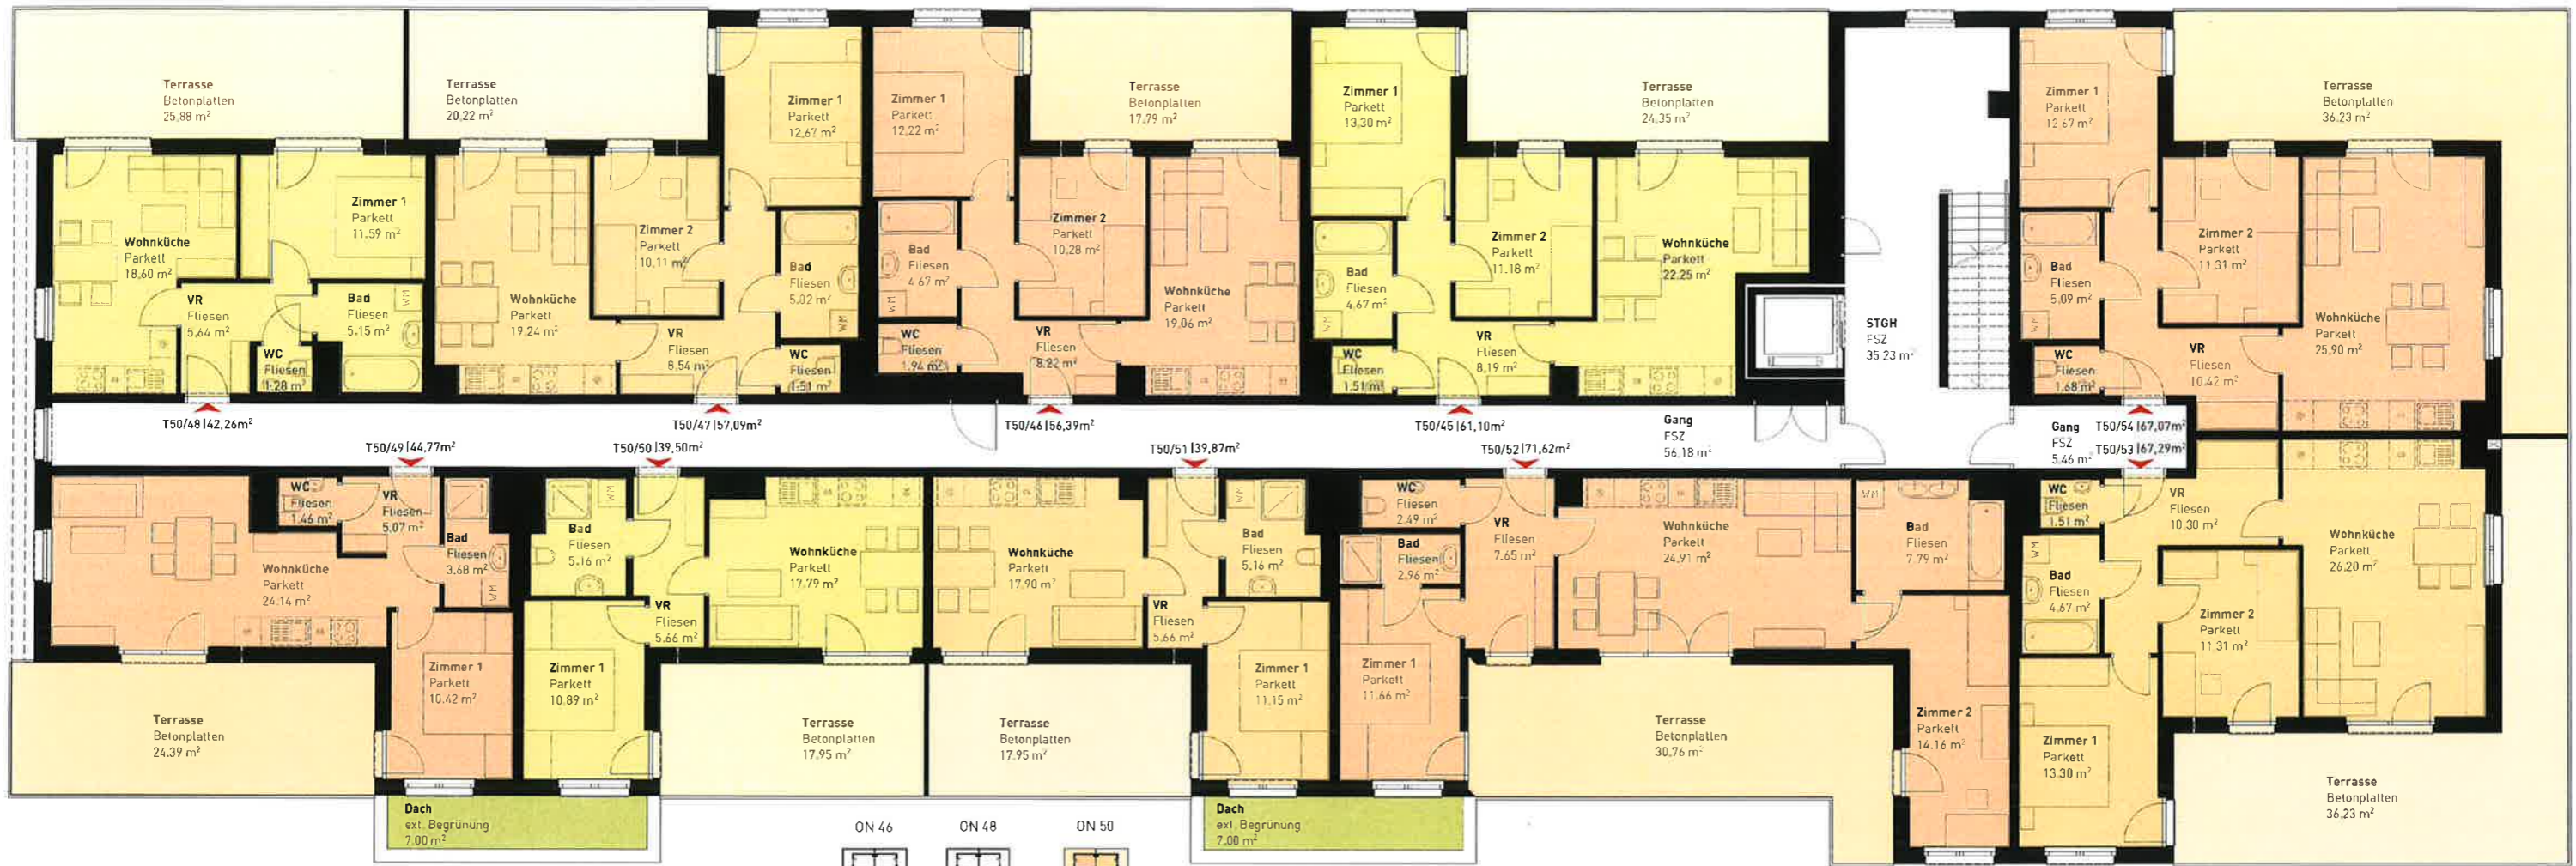 Terrasse
Betonplatten
25,88 m²
Terrasse
Betonplatten
20,22 m²
Zimmer 1
Parkett
12,67 m²
Zimmer 1
Parkett
12,22 m²
Terrasse
Betonplatten
17,79 m²
Zimmer 1
Parkett
13,30 m²
Terrasse
Betonplatten
24,35 m²
Zimmer 1
Parkett
12,67 m²
Terrasse
Betonplatten
36,23 m²
Wohnküche
Parkett
18,60 m²
Zimmer 1
Parkett
11,59 m²
VR
Fliesen
5,64 m²
WC
Fliesen
1,28 m²
Bad
Fliesen
5,15 m²
WM
Wohnküche
Parkett
19,24 m²
Zimmer 2
Parkett
10,11 m²
VR
Fliesen
8,54 m²
Bad
Fliesen
5,02 m²
WM
WC
Fliesen
1,51 m²
Bad
Fliesen
4,67 m²
WM
WC
Fliesen
1,94 m²
Zimmer 2
Parkett
10,28 m²
VR
Fliesen
8,22 m²
Wohnküche
Parkett
19,06 m²
Bad
Fliesen
4,67 m²
WM
WC
Fliesen
1,51 m²
Zimmer 2
Parkett
11,18 m²
VR
Fliesen
8,19 m²
Wohnküche
Parkett
22,25 m²
STGH
FSZ
35,23 m²
Bad
Fliesen
5,09 m²
WM
WC
Fliesen
1,68 m²
Zimmer 2
Parkett
11,31 m²
VR
Fliesen
10,42 m²
Wohnküche
Parkett
25,90 m²
T50/48|42,26m²
T50/47|57,09m²
T50/46|56,39m²
T50/45|61,10m²
Gang
FSZ
56,18 m²
Gang
FSZ
5,46 m²
T50/54|67,07m²
T50/49|44,77m²
T50/50|39,50m²
T50/51|39,87m²
T50/52|71,62m²
T50/53|67,29m²
WC
Fliesen
1,46 m²
VR
Fliesen
5,07 m²
Bad
Fliesen
3,68 m²
WM
Wohnküche
Parkett
24,14 m²
Zimmer 1
Parkett
10,42 m²
Terrasse
Betonplatten
24,39 m²
WM
Bad
Fliesen
5,16 m²
VR
Fliesen
5,66 m²
Wohnküche
Parkett
17,79 m²
Zimmer 1
Parkett
10,89 m²
Terrasse
Betonplatten
17,95 m²
Wohnküche
Parkett
17,90 m²
VR
Fliesen
5,66 m²
WM
Bad
Fliesen
5,16 m²
Zimmer 1
Parkett
11,15 m²
Terrasse
Betonplatten
17,95 m²
WC
Fliesen
2,49 m²
Bad
Fliesen
2,96 m²
VR
Fliesen
7,65 m²
Wohnküche
Parkett
24,91 m²
WM
Bad
Fliesen
7,79 m²
Zimmer 1
Parkett
11,66 m²
Terrasse
Betonplatten
30,76 m²
Zimmer 2
Parkett
14,16 m²
WC
Fliesen
1,51 m²
VR
Fliesen
10,30 m²
WM
Bad
Fliesen
4,67 m²
Zimmer 2
Parkett
11,31 m²
Wohnküche
Parkett
26,20 m²
Zimmer 1
Parkett
13,30 m²
Terrasse
Betonplatten
36,23 m²
Dach
ext. Begrünung
7,00 m²
Dach
ext. Begrünung
7,00 m²
ON 46
ON 48
ON 50